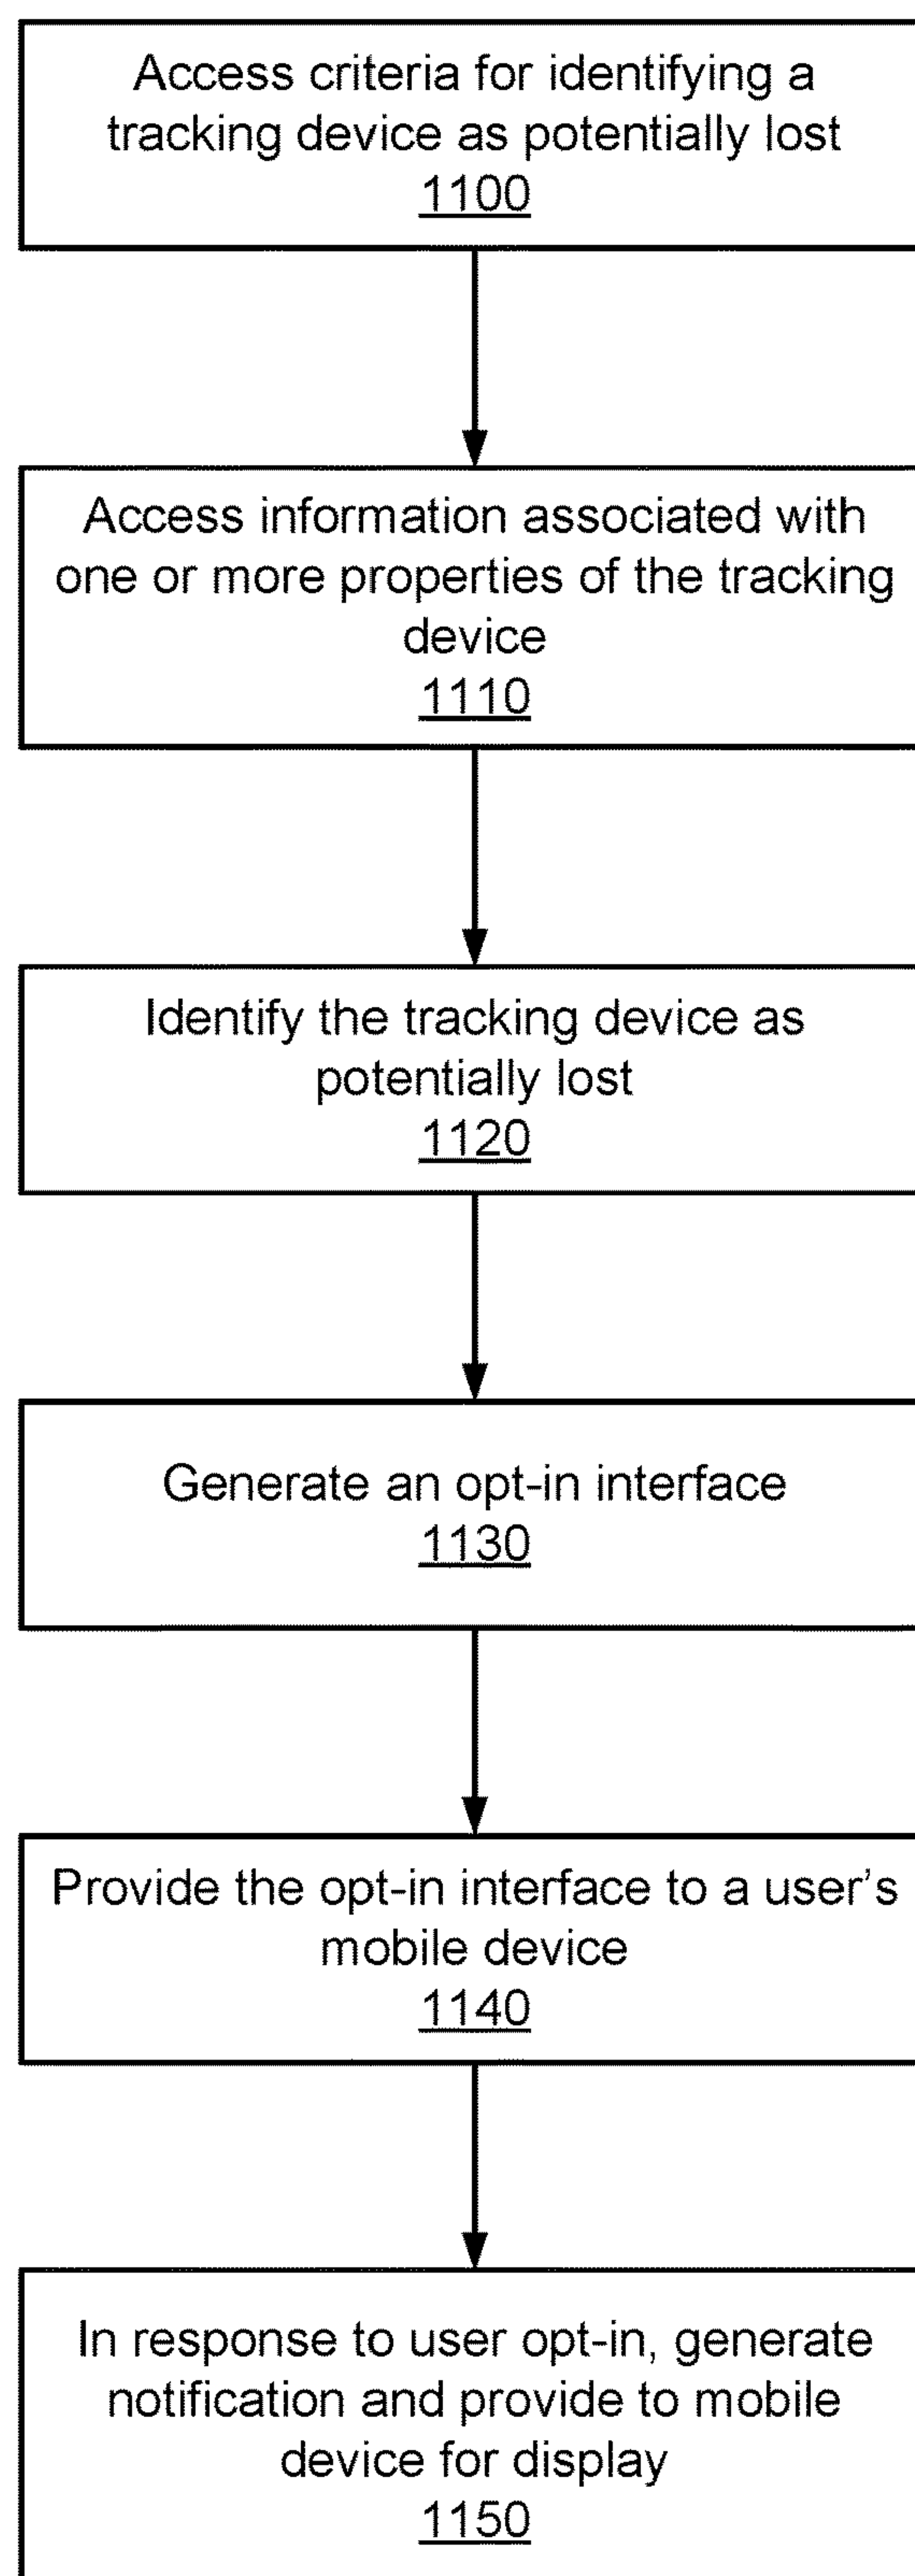 Access criteria for identifying a
tracking device as potentially lost
1100
Access information associated with
one or more properties of the tracking
device
1110
Identify the tracking device as
potentially lost
1120
Generate an opt-in interface
1130
Provide the opt-in interface to a user's
mobile device
1140
In response to user opt-in, generate
notification and provide to mobile
device for display
1150